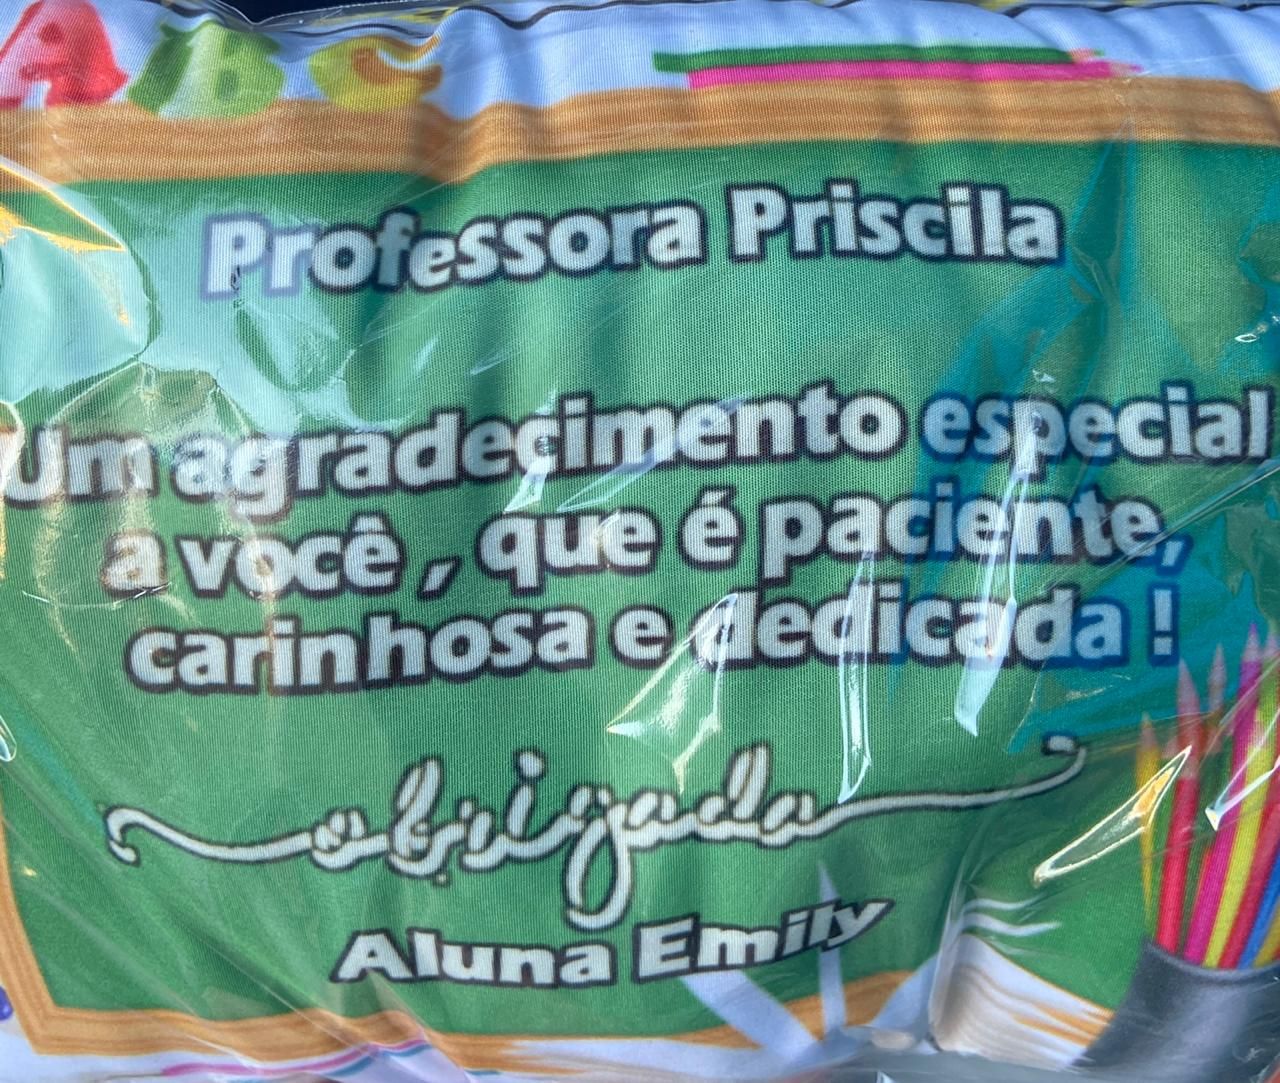 ABC
Professora Priscila
Um agradecimento especial
a você , que é paciente,
carinhosa e dedicada !
obrigada
Aluna Emily